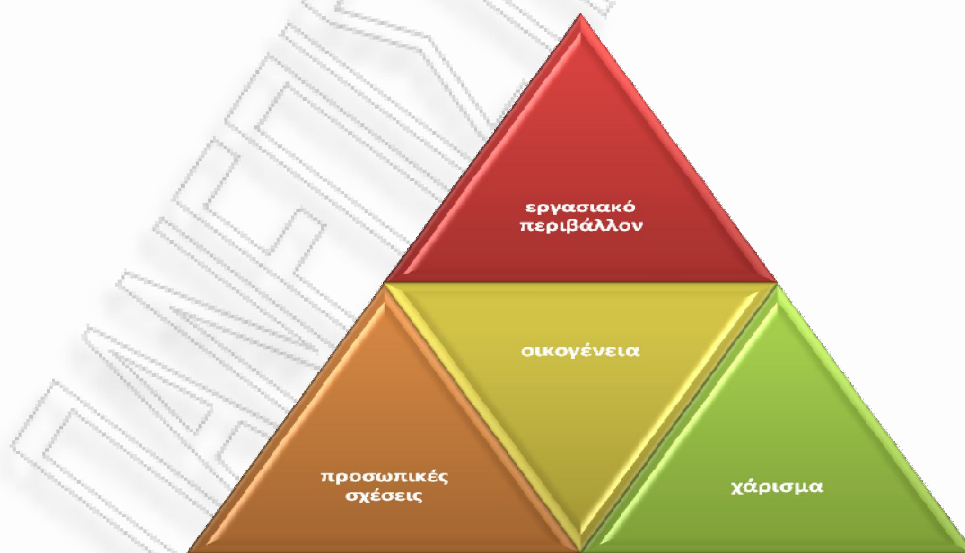 εργασιακό
περιβάλλον
οικογένεια
προσωπικές
σχέσεις
χάρισμα